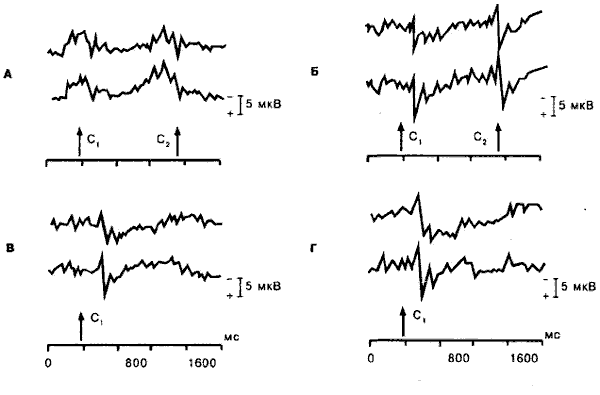 А
Б
– 5 мкВ
+
– 5 мкВ
+
C₁ C₂
C₁ C₂
В
Г
– 5 мкВ
+
– 5 мкВ
+
C₁
C₁
мс
мс
0 800 1600
0 800 1600